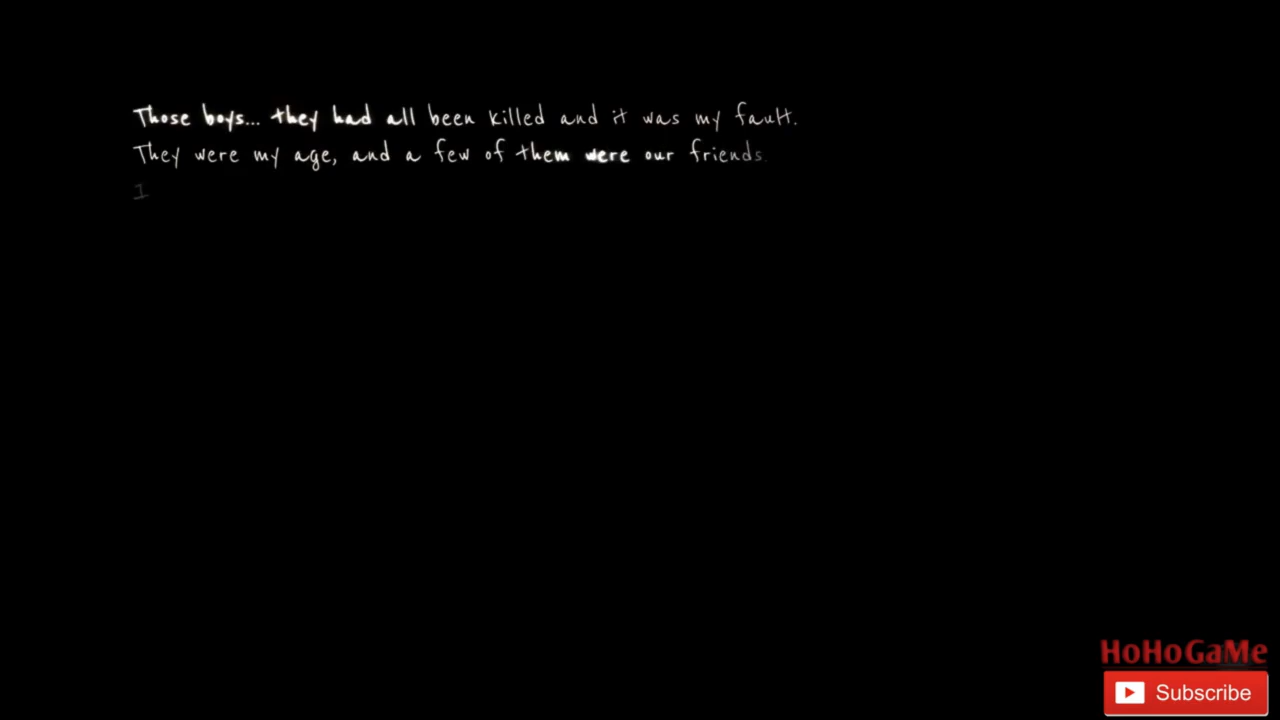 Those boys... they had all been killed and it was my fault.
They were my age, and a few of them were our friends.
I
HoHoGaMe
Subscribe